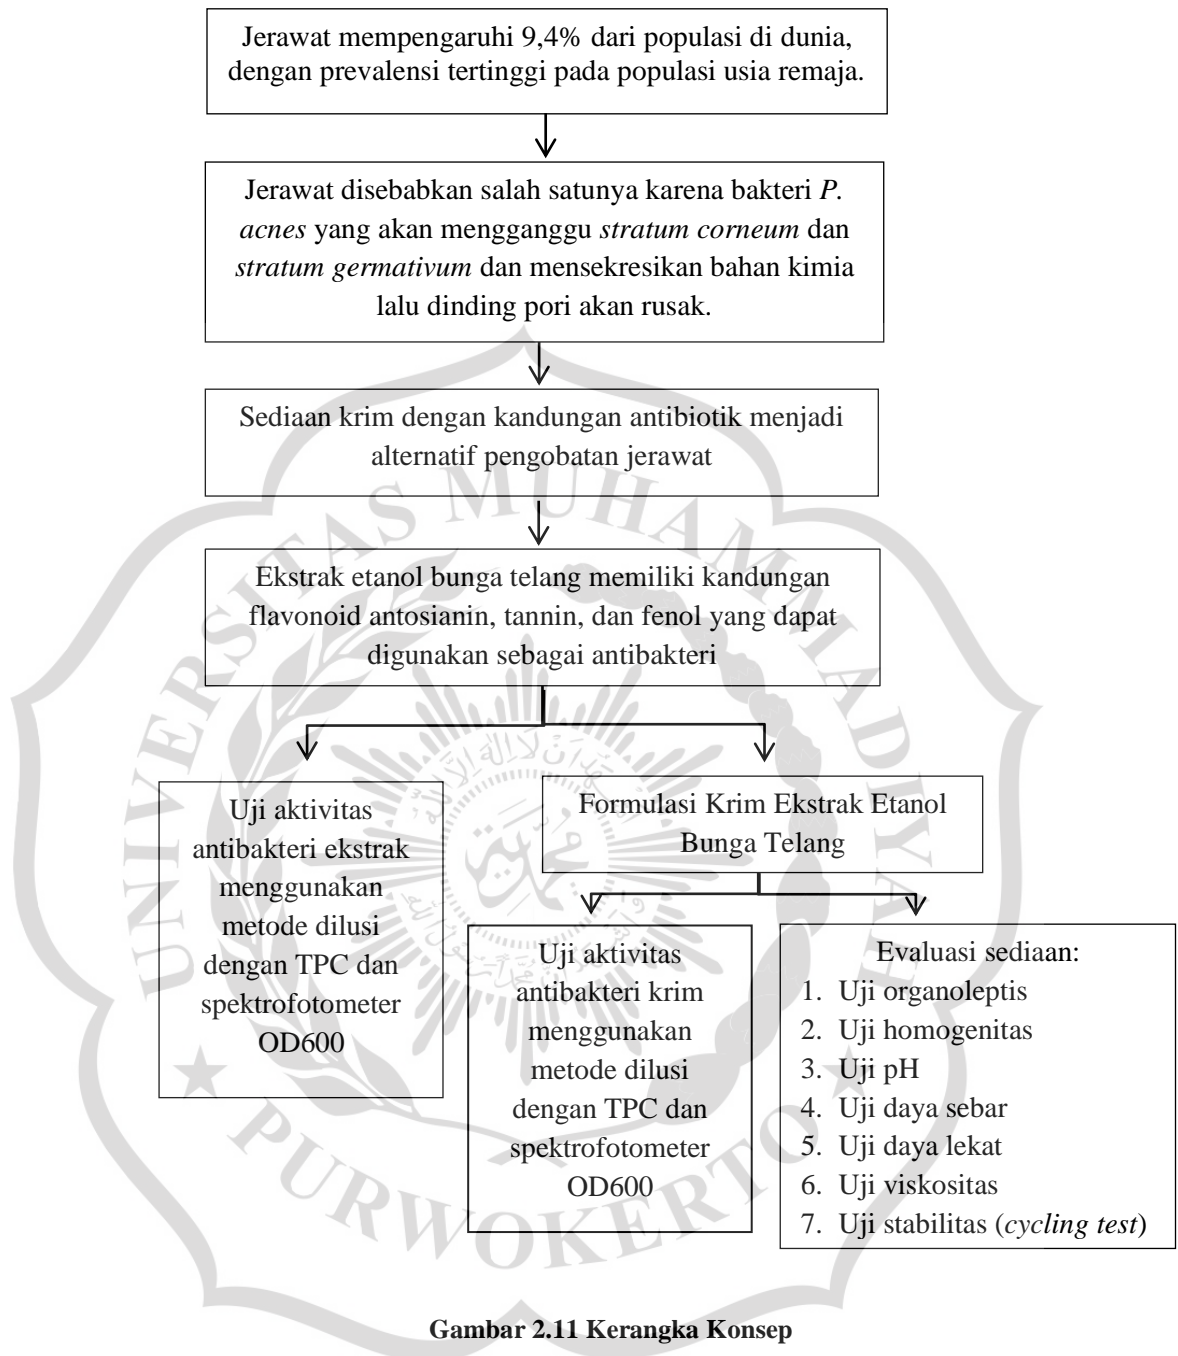 Jerawat mempengaruhi 9,4% dari populasi di dunia,
dengan prevalensi tertinggi pada populasi usia remaja.
Jerawat disebabkan salah satunya karena bakteri P.
acnes yang akan mengganggu stratum corneum dan
stratum germativum dan mensekresikan bahan kimia
lalu dinding pori akan rusak.
Sediaan krim dengan kandungan antibiotik menjadi
alternatif pengobatan jerawat
Ekstrak etanol bunga telang memiliki kandungan
flavonoid antosianin, tannin, dan fenol yang dapat
digunakan sebagai antibakteri
Uji aktivitas
antibakteri ekstrak
menggunakan
metode dilusi
dengan TPC dan
spektrofotometer
OD600
Formulasi Krim Ekstrak Etanol
Bunga Telang
Uji aktivitas
antibakteri krim
menggunakan
metode dilusi
dengan TPC dan
spektrofotometer
OD600
Evaluasi sediaan:
1. Uji organoleptis
2. Uji homogenitas
3. Uji pH
4. Uji daya sebar
5. Uji daya lekat
6. Uji viskositas
7. Uji stabilitas (cycling test)
UNIVERSITAS MUHAMMADIYAH
PURWOKERTO
Gambar 2.11 Kerangka Konsep